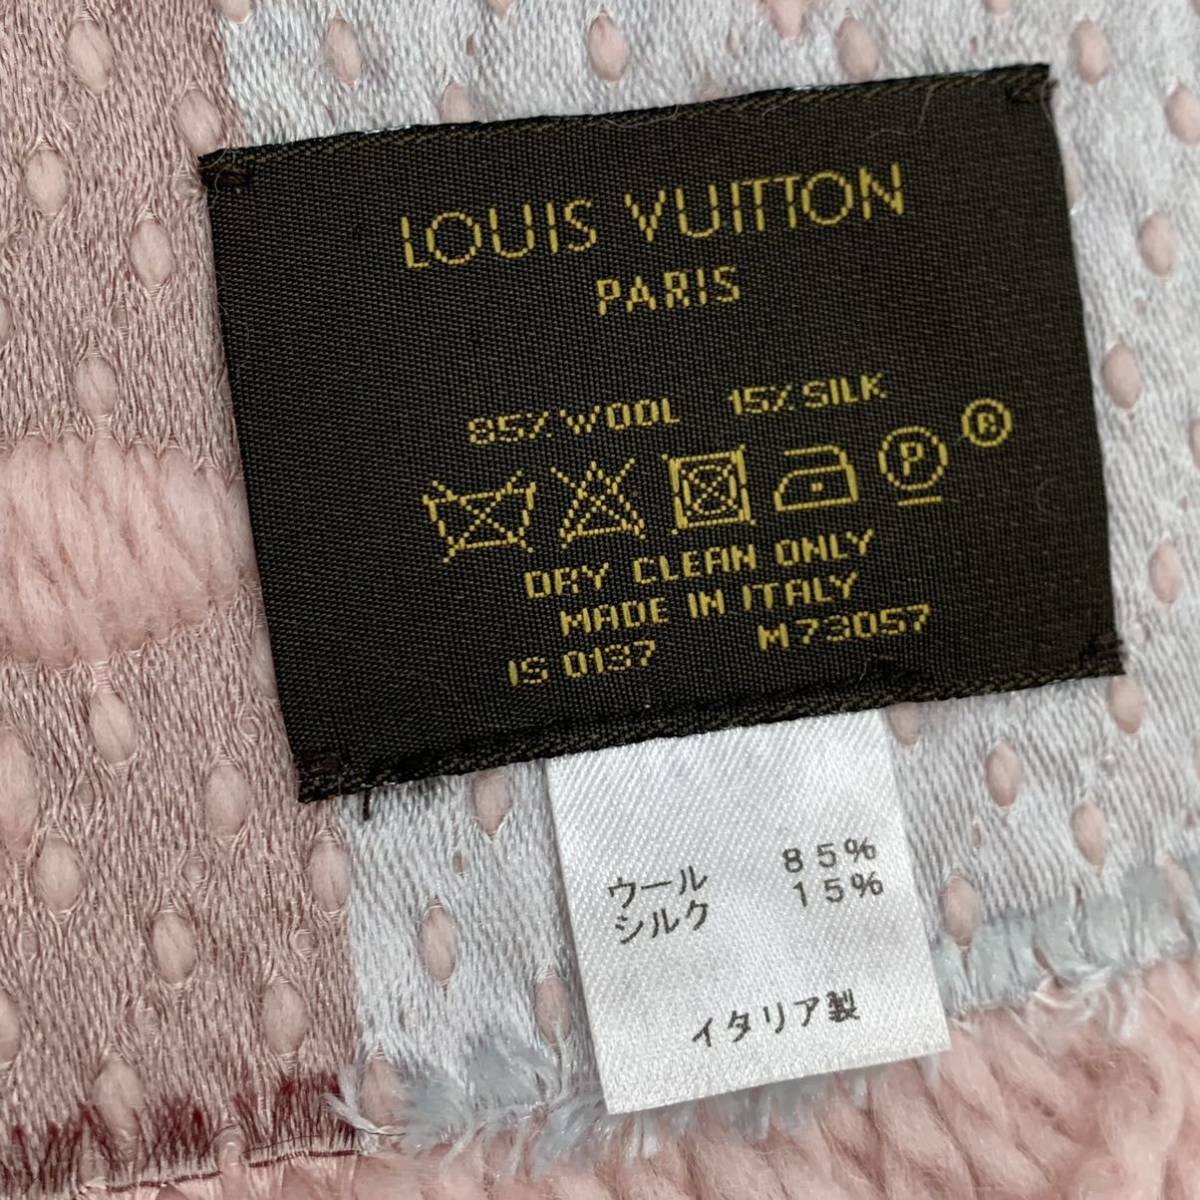 LOUIS VUITTON
PARIS
85% WOOL 15% SILK
P ®
DRY CLEAN ONLY
MADE IN ITALY
IS 0137 M73057
ウール 85%
シルク 15%
イタリア製